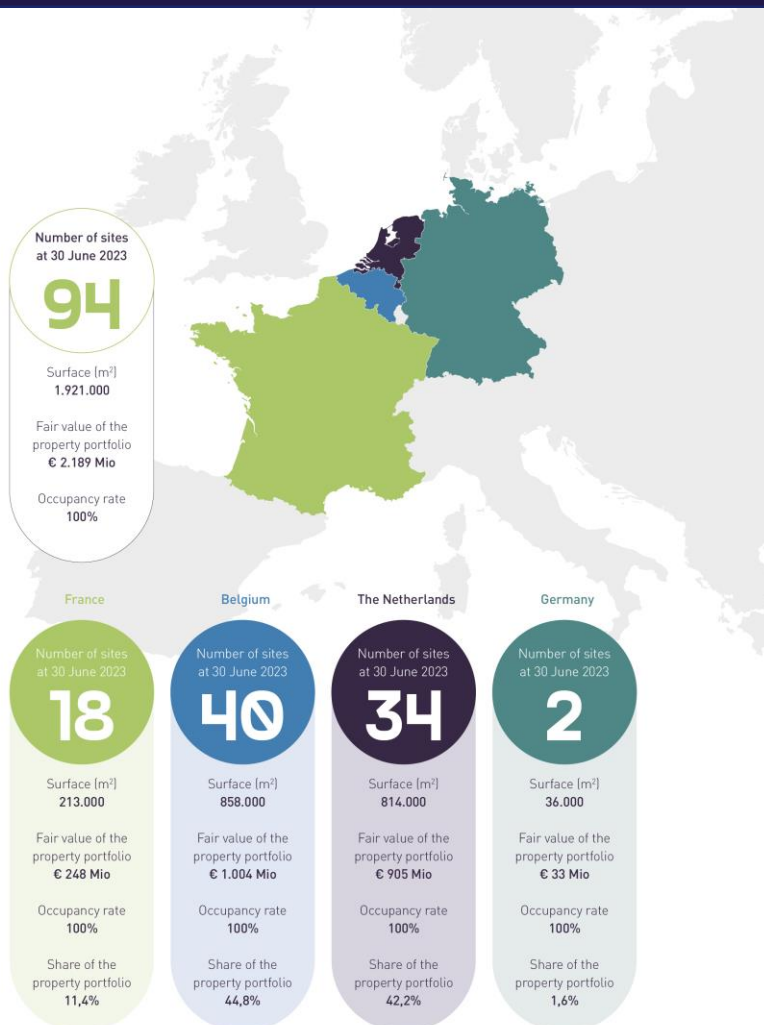 Number of sites
at 30 June 2023
94
Surface (m²)
1.921.000
Fair value of the
property portfolio
€ 2.189 Mio
Occupancy rate
100%
France
Number of sites
at 30 June 2023
18
Surface (m²)
213.000
Fair value of the
property portfolio
€ 248 Mio
Occupancy rate
100%
Share of the
property portfolio
11,4%
Belgium
Number of sites
at 30 June 2023
40
Surface (m²)
858.000
Fair value of the
property portfolio
€ 1.004 Mio
Occupancy rate
100%
Share of the
property portfolio
44,8%
The Netherlands
Number of sites
at 30 June 2023
34
Surface (m²)
814.000
Fair value of the
property portfolio
€ 905 Mio
Occupancy rate
100%
Share of the
property portfolio
42,2%
Germany
Number of sites
at 30 June 2023
2
Surface (m²)
36.000
Fair value of the
property portfolio
€ 33 Mio
Occupancy rate
100%
Share of the
property portfolio
1,6%